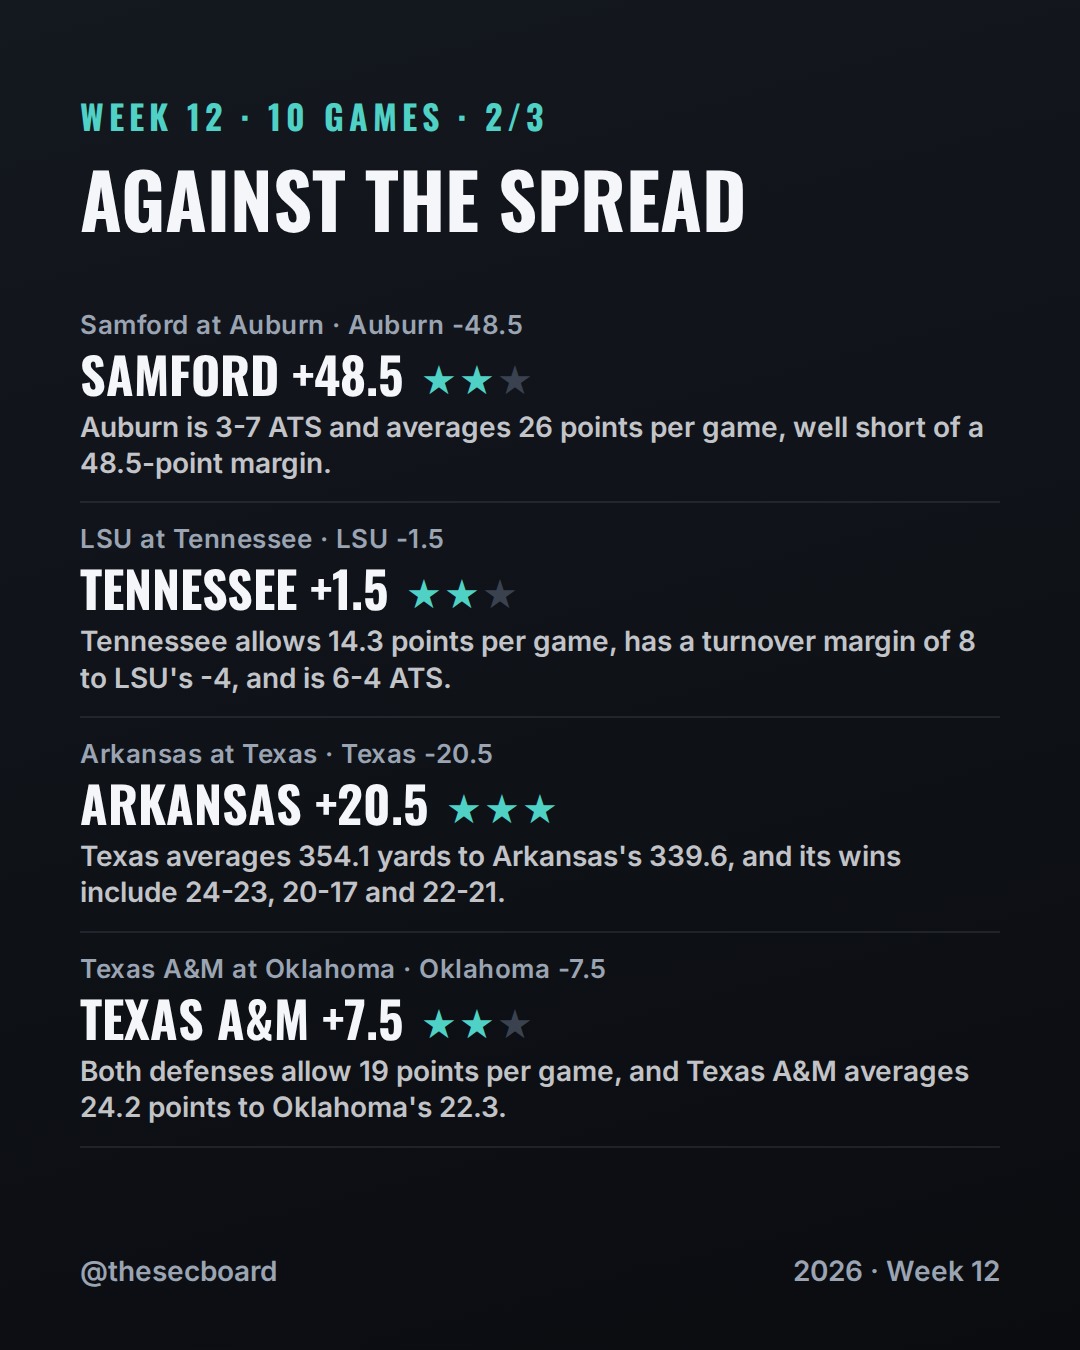 WEEK 12 · 10 GAMES · 2/3
AGAINST THE SPREAD
Samford at Auburn · Auburn -48.5
SAMFORD +48.5 ★★★
Auburn is 3-7 ATS and averages 26 points per game, well short of a
48.5-point margin.
LSU at Tennessee · LSU -1.5
TENNESSEE +1.5 ★★★
Tennessee allows 14.3 points per game, has a turnover margin of 8
to LSU's -4, and is 6-4 ATS.
Arkansas at Texas · Texas -20.5
ARKANSAS +20.5 ★★★
Texas averages 354.1 yards to Arkansas's 339.6, and its wins
include 24-23, 20-17 and 22-21.
Texas A&M at Oklahoma · Oklahoma -7.5
TEXAS A&M +7.5 ★★★
Both defenses allow 19 points per game, and Texas A&M averages
24.2 points to Oklahoma's 22.3.
@thesecboard
2026 · Week 12